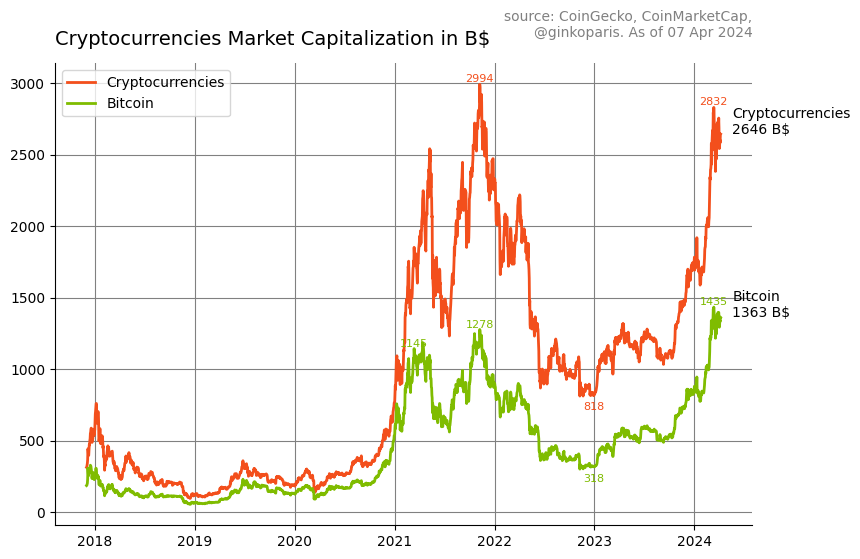 source: CoinGecko, CoinMarketCap,
@ginkoparis. As of 07 Apr 2024
Cryptocurrencies Market Capitalization in B$
Cryptocurrencies
Bitcoin
3000
2500
2000
1500
1000
500
0
2994
2832
Cryptocurrencies
2646 B$
1435
Bitcoin
1363 B$
1145
1278
818
318
2018 2019 2020 2021 2022 2023 2024